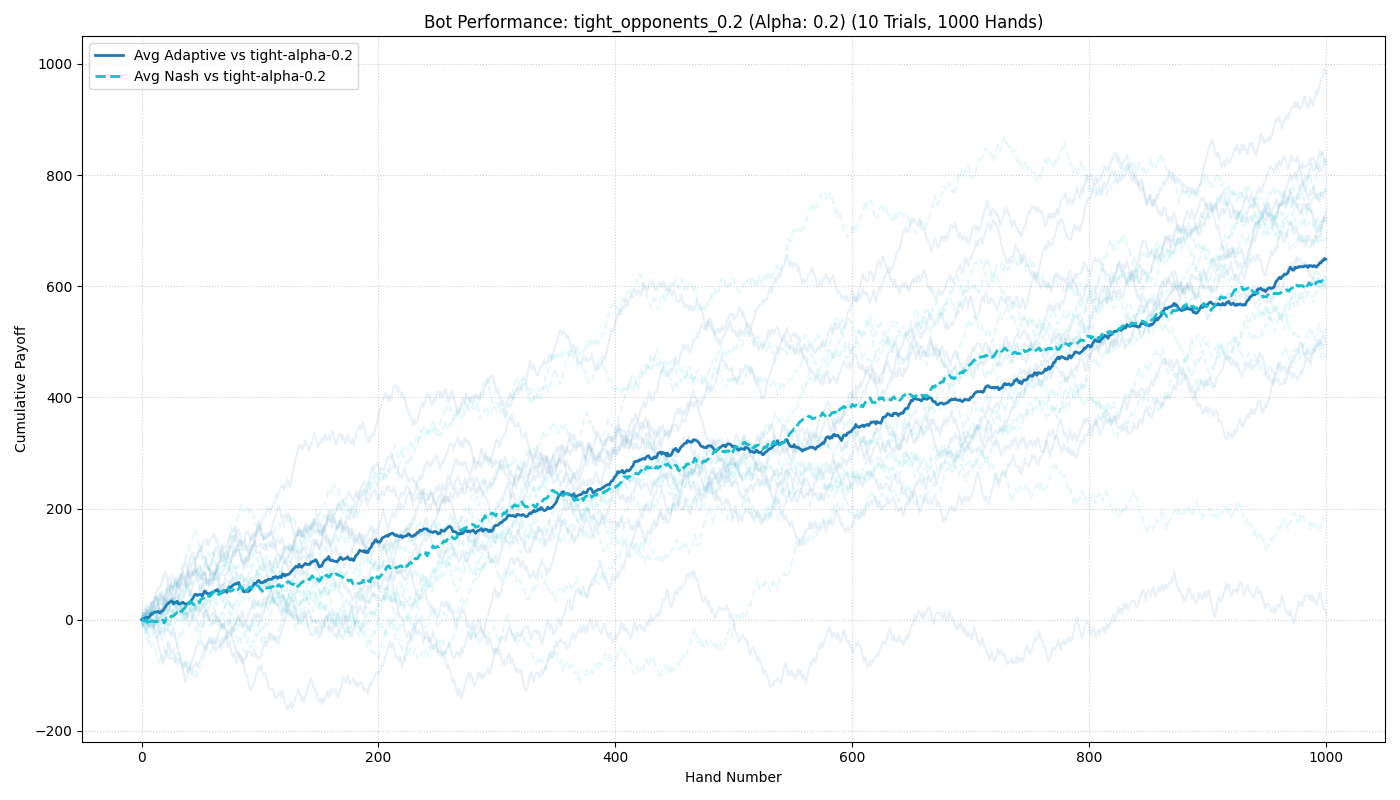 Bot Performance: tight_opponents_0.2 (Alpha: 0.2) (10 Trials, 1000 Hands)
Avg Adaptive vs tight-alpha-0.2
Avg Nash vs tight-alpha-0.2
1000
800
600
400
200
0
−200
Cumulative Payoff
0 200 400 600 800 1000
Hand Number